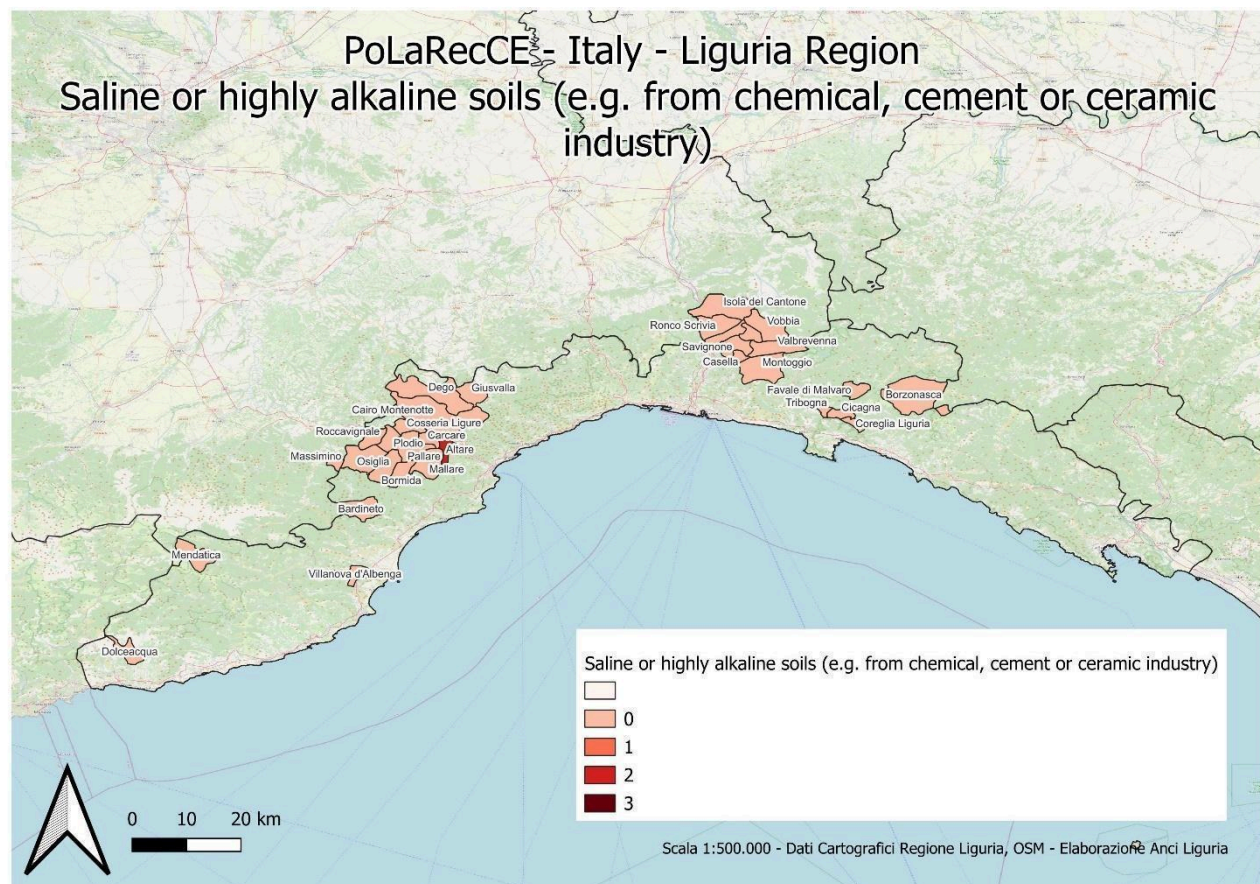 PoLaRecCE - Italy - Liguria Region
Saline or highly alkaline soils (e.g. from chemical, cement or ceramic
industry)
Isola del Cantone
Ronco Scrivia
Vobbia
Savignone
Valbrevenna
Casella
Montoggio
Favale di Malvaro
Tribogna
Cicagna
Borzonasca
Coreglia Liguria
Dego
Giusvalla
Cairo Montenotte
Cosseria Ligure
Roccavignale
Carcare
Plodio
Altare
Massimino
Osiglia
Pallare
Mallare
Bormida
Bardineto
Mendatica
Villanova d'Albenga
Dolceacqua
Saline or highly alkaline soils (e.g. from chemical, cement or ceramic industry)
0
1
2
3
0 10 20 km
Scala 1:500.000 - Dati Cartografici Regione Liguria, OSM - Elaborazione Anci Liguria